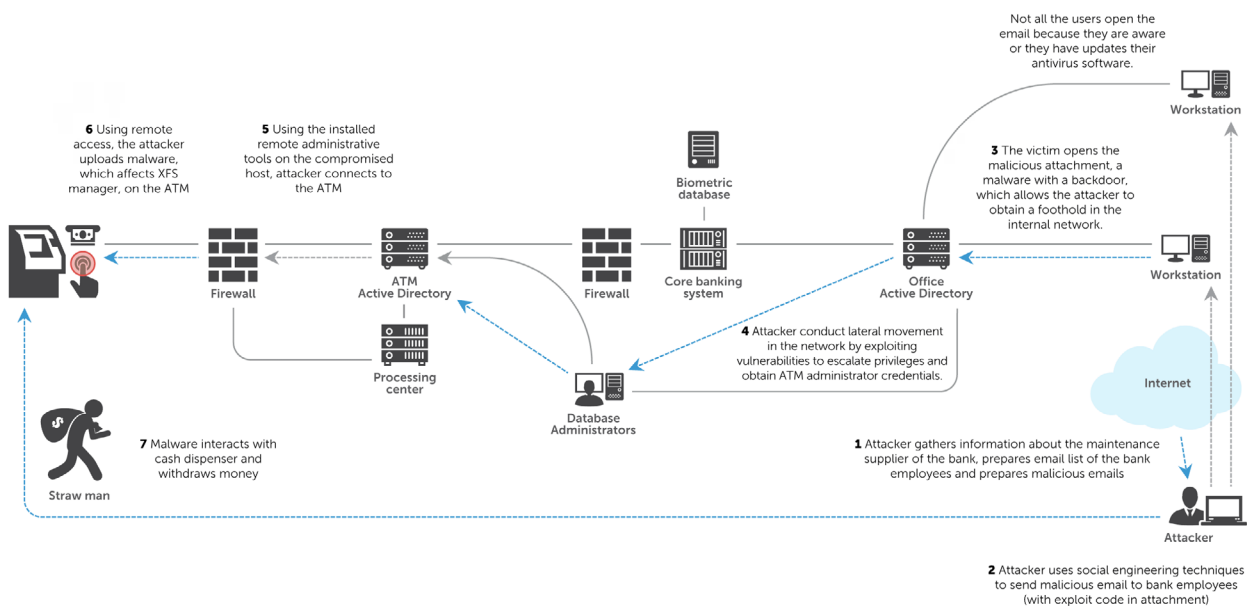 Not all the users open the
email because they are aware
or they have updates their
antivirus software.
Workstation
6 Using remote
access, the attacker
uploads malware,
which affects XFS
manager, on the ATM
5 Using the installed
remote administrative
tools on the compromised
host, attacker connects to
the ATM
Biometric
database
3 The victim opens the
malicious attachment, a
malware with a backdoor,
which allows the attacker to
obtain a foothold in the
internal network.
Firewall
ATM
Active Directory
Firewall
Core banking
system
Office
Active Directory
Workstation
4 Attacker conduct lateral movement
in the network by exploiting
vulnerabilities to escalate privileges and
obtain ATM administrator credentials.
Processing
center
Database
Administrators
Internet
$
Straw man
7 Malware interacts with
cash dispenser and
withdraws money
1 Attacker gathers information about the maintenance
supplier of the bank, prepares email list of the bank
employees and prepares malicious emails
Attacker
2 Attacker uses social engineering techniques
to send malicious email to bank employees
(with exploit code in attachment)